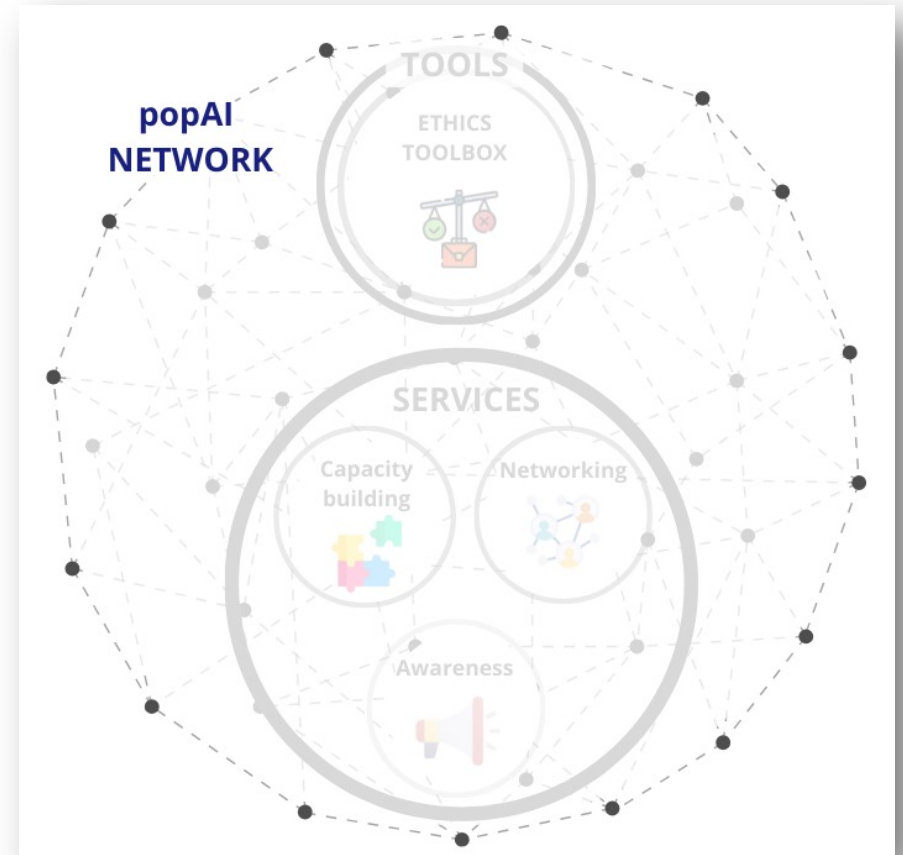 TOOLS
popAI
NETWORK
ETHICS
TOOLBOX
SERVICES
Capacity
building
Networking
Awareness